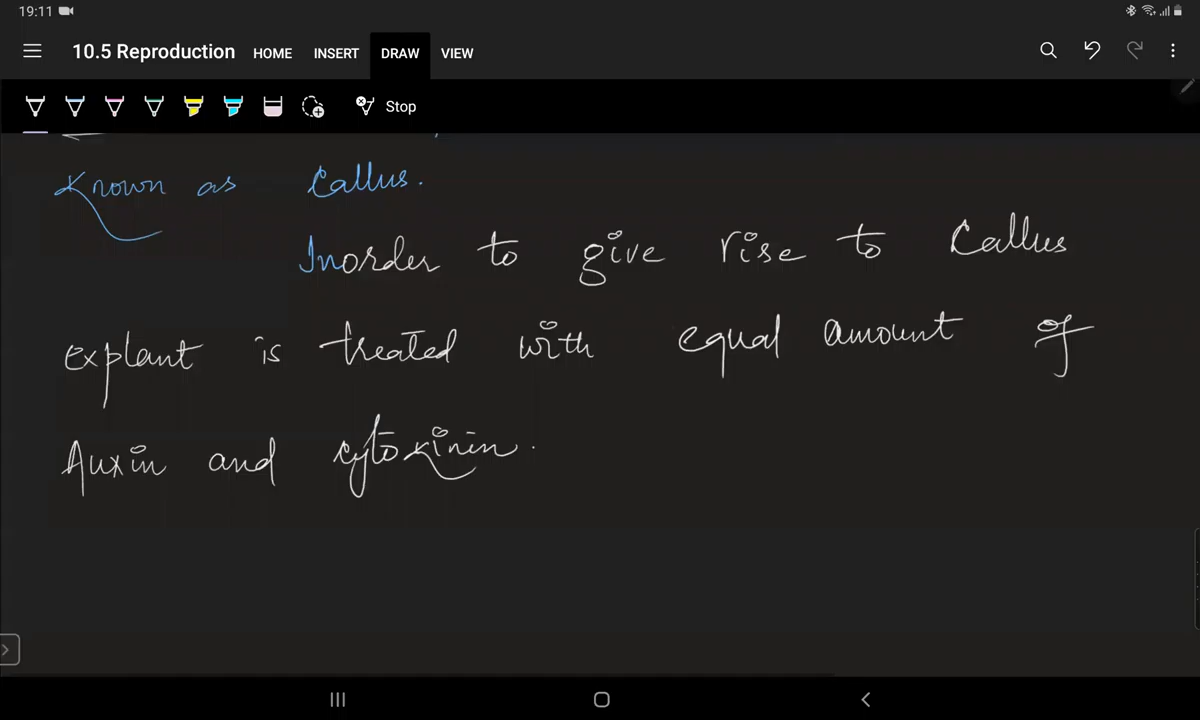 19:11
10.5 Reproduction HOME INSERT DRAW VIEW
Stop
Known as Callus.
Inorder to give rise to Callus
explant is treated with equal amount of
Auxin and cytokinin.